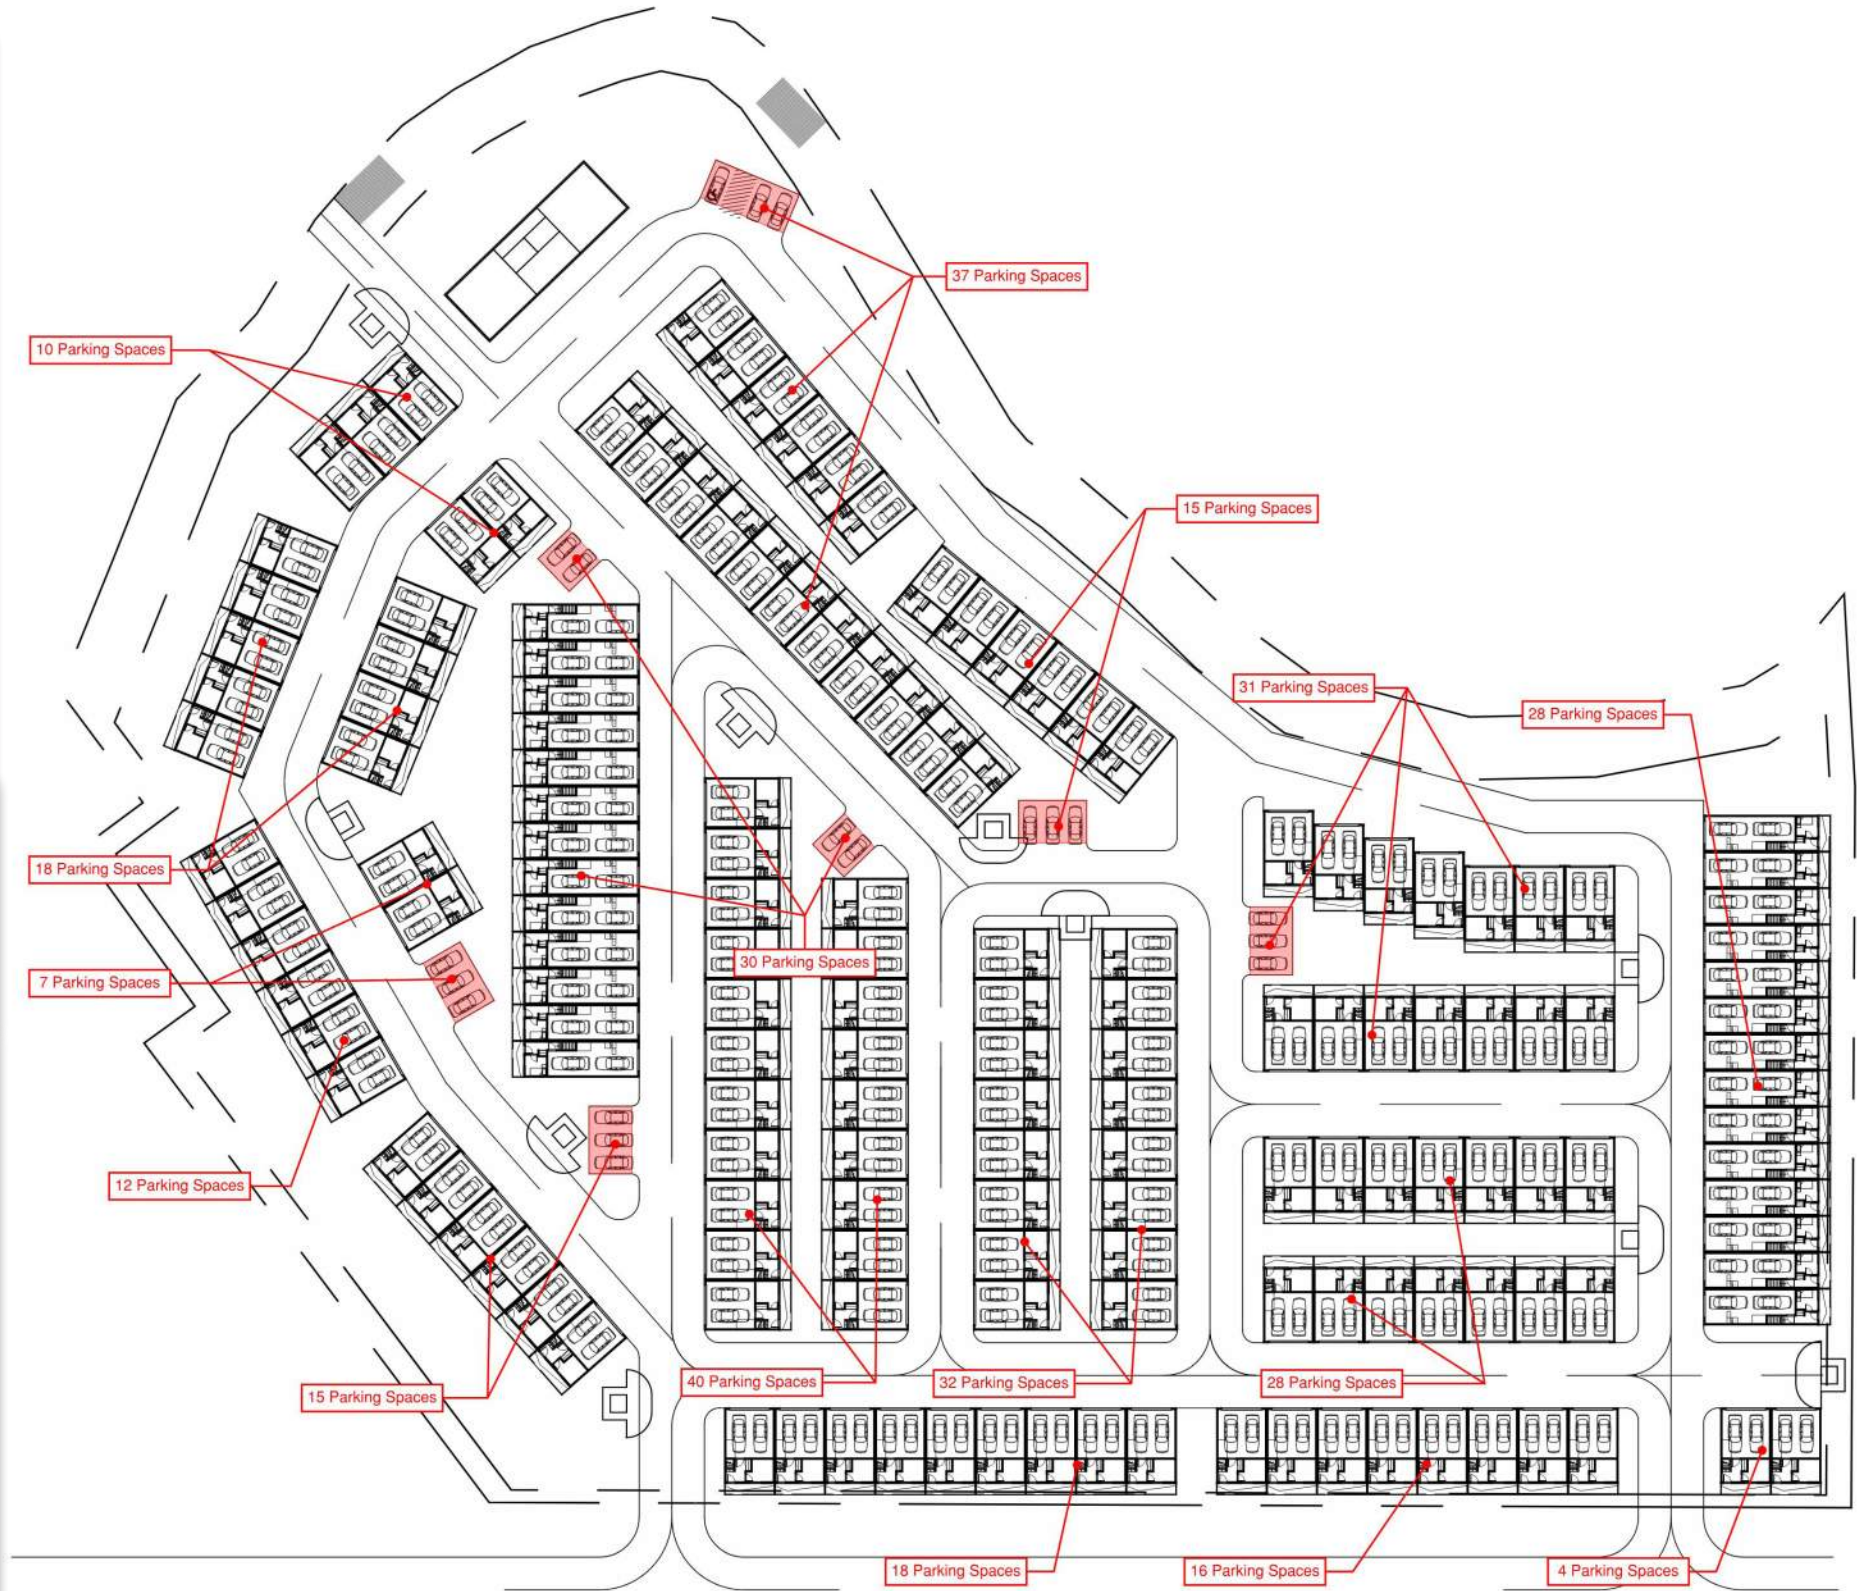 37 Parking Spaces
10 Parking Spaces
15 Parking Spaces
31 Parking Spaces
28 Parking Spaces
18 Parking Spaces
30 Parking Spaces
7 Parking Spaces
12 Parking Spaces
40 Parking Spaces
32 Parking Spaces
28 Parking Spaces
15 Parking Spaces
18 Parking Spaces
16 Parking Spaces
4 Parking Spaces